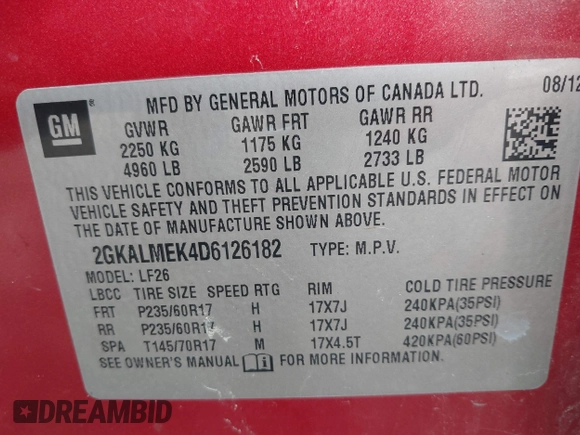 GM ®
MFD BY GENERAL MOTORS OF CANADA LTD. 08/12
GVWR GAWR FRT GAWR RR
2250 KG 1175 KG 1240 KG
4960 LB 2590 LB 2733 LB
THIS VEHICLE CONFORMS TO ALL APPLICABLE U.S. FEDERAL MOTOR
VEHICLE SAFETY AND THEFT PREVENTION STANDARDS IN EFFECT ON
THE DATE OF MANUFACTURE SHOWN ABOVE.
2GKALMEK4D6126182 TYPE: M.P.V.
MODEL: LF26
LBCC TIRE SIZE SPEED RTG RIM COLD TIRE PRESSURE
FRT P235/60R17 H 17X7J 240KPA(35PSI)
RR P235/60R17 H 17X7J 240KPA(35PSI)
SPA T145/70R17 M 17X4.5T 420KPA(60PSI)
SEE OWNER'S MANUAL i FOR MORE INFORMATION.
DREAMBID